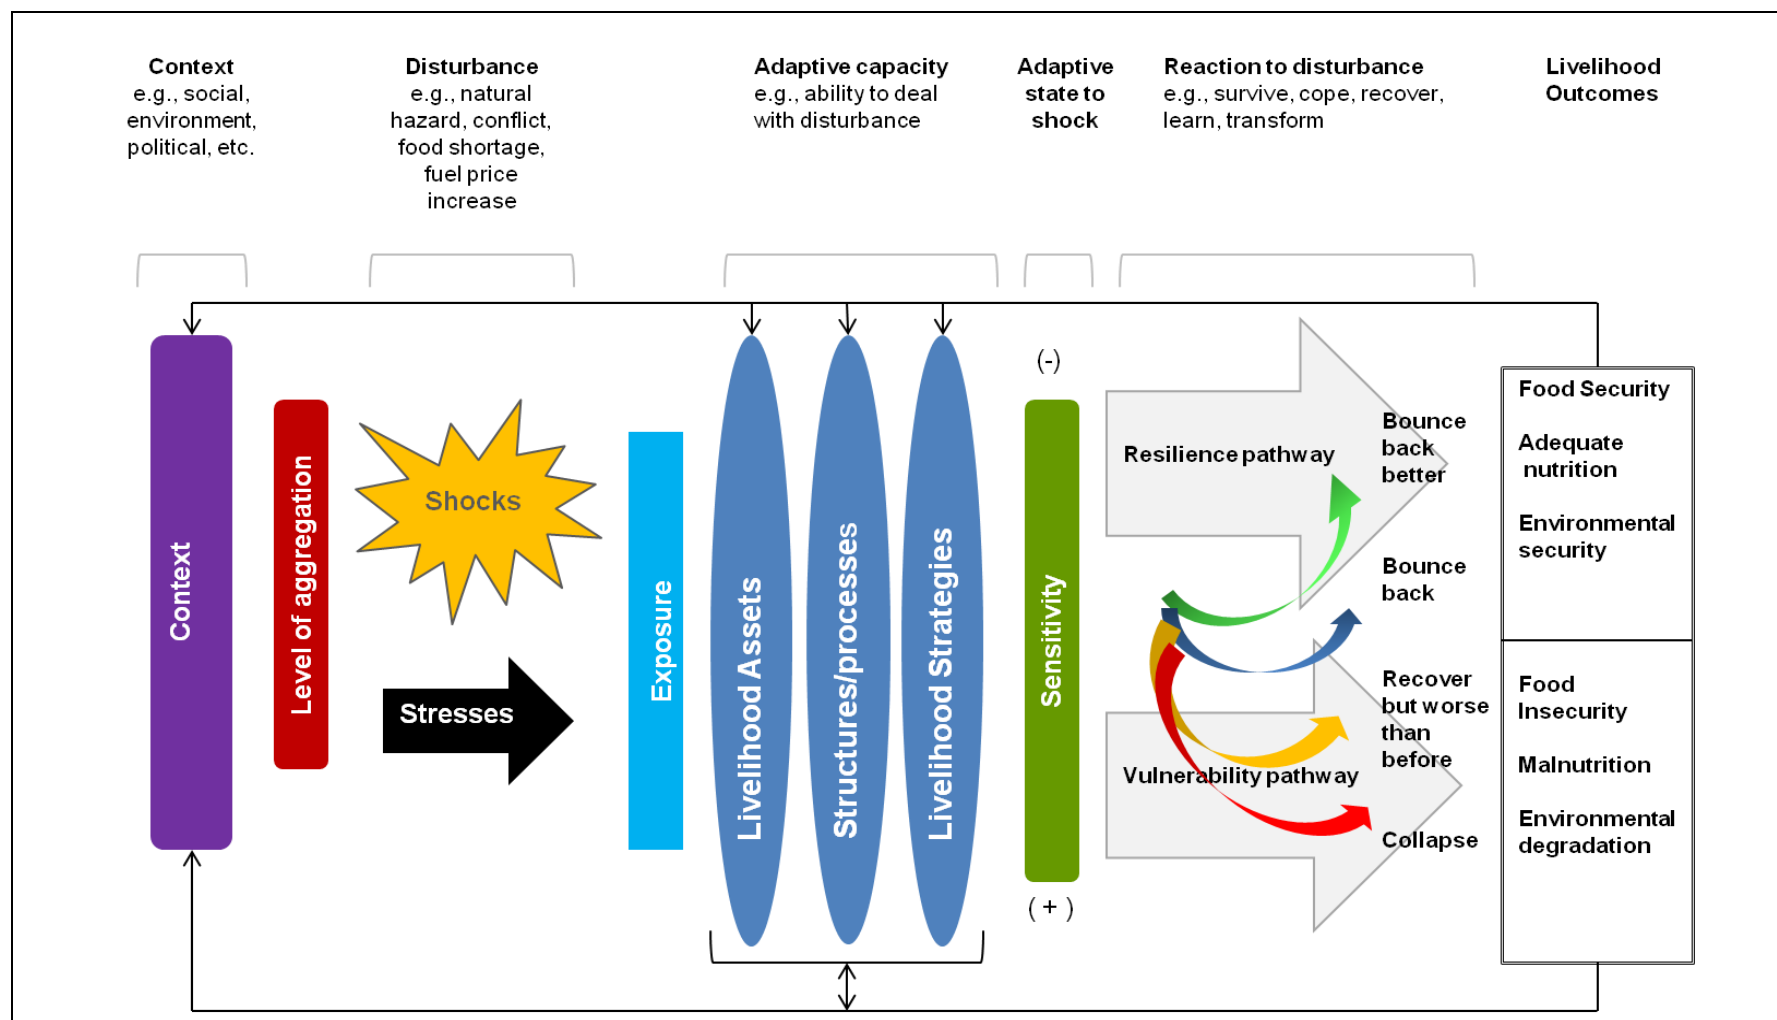 Context
e.g., social,
environment,
political, etc.
Disturbance
e.g., natural
hazard, conflict,
food shortage,
fuel price
increase
Adaptive capacity
e.g., ability to deal
with disturbance
Adaptive
state to
shock
Reaction to disturbance
e.g., survive, cope, recover,
learn, transform
Livelihood
Outcomes
Context
Level of aggregation
Shocks
Stresses
Exposure
Livelihood Assets
Structures/processes
Livelihood Strategies
(-)
Sensitivity
( + )
Resilience pathway
Bounce
back
better
Bounce
back
Vulnerability pathway
Recover
but worse
than
before
Collapse
Food Security
Adequate
nutrition
Environmental
security
Food
Insecurity
Malnutrition
Environmental
degradation